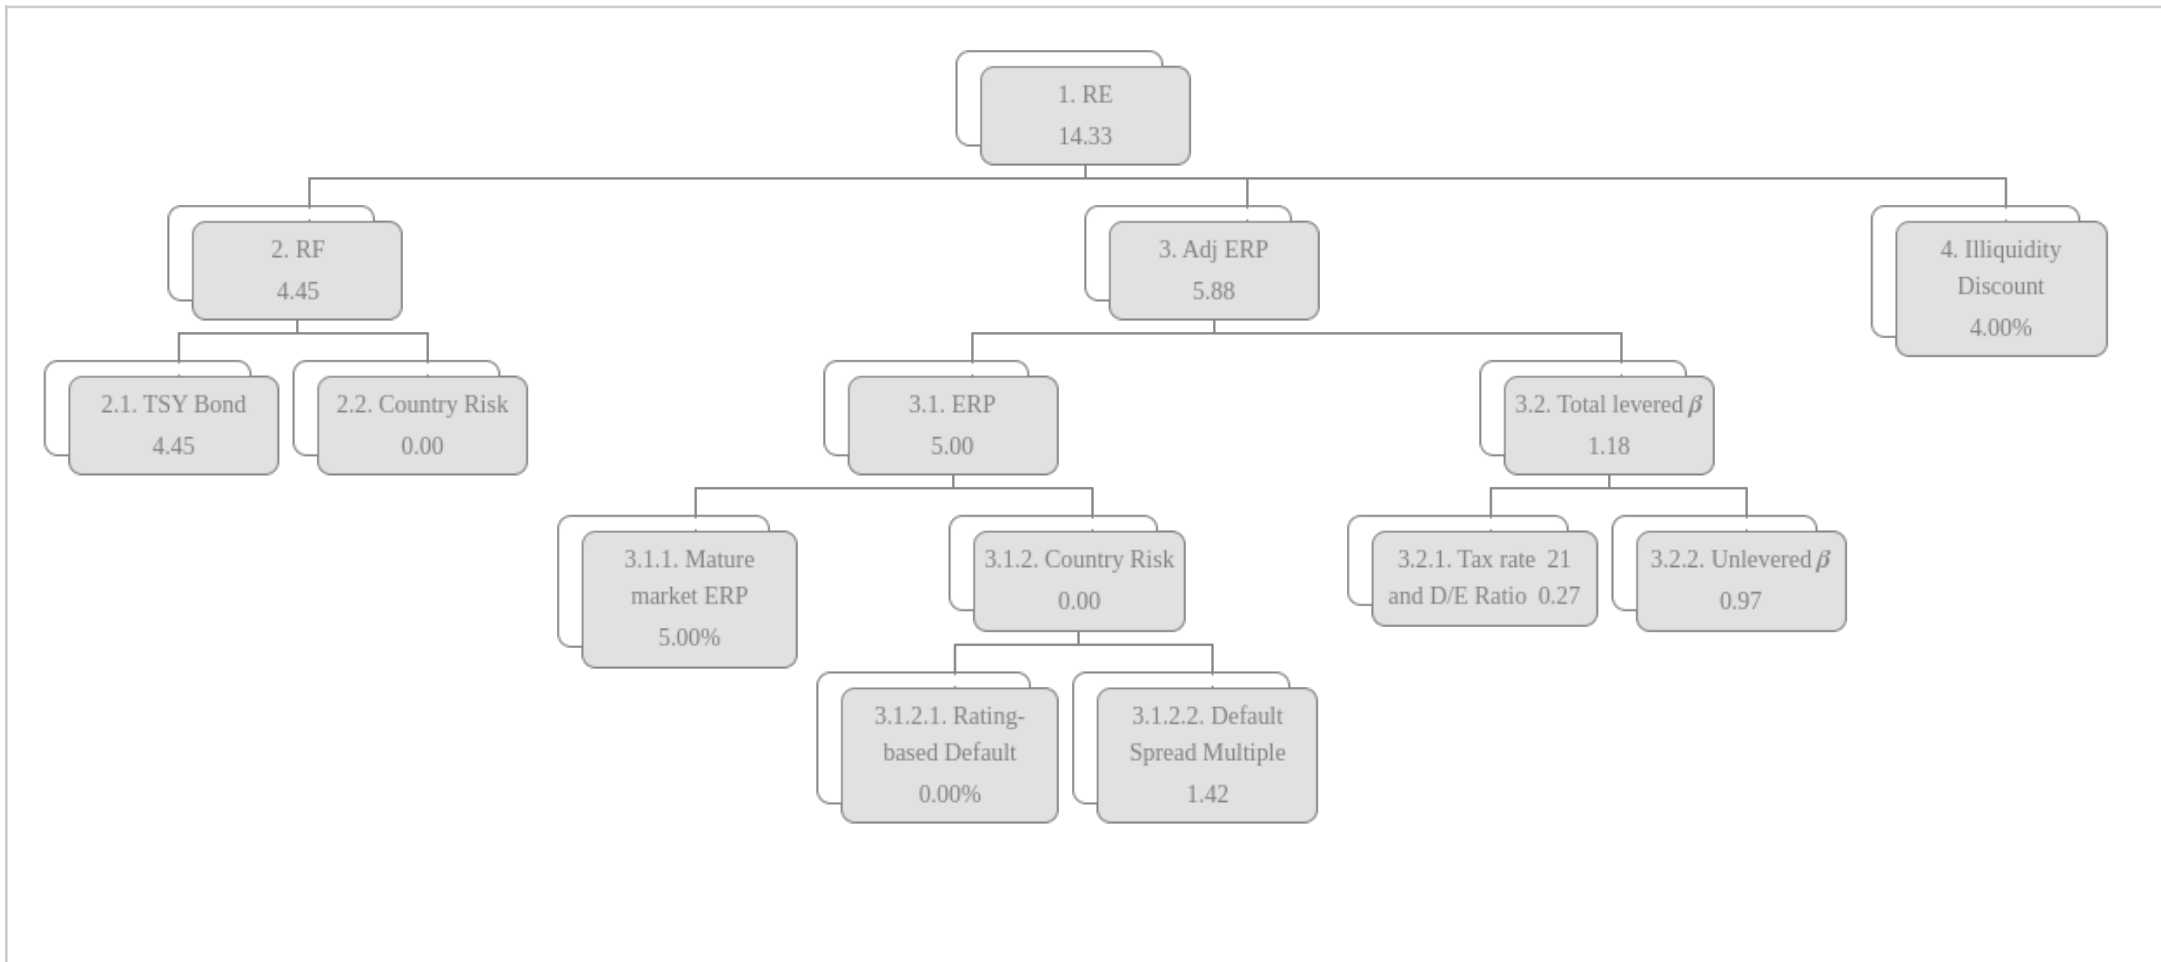 1. RE
14.33
2. RF
4.45
3. Adj ERP
5.88
4. Illiquidity
Discount
4.00%
2.1. TSY Bond
4.45
2.2. Country Risk
0.00
3.1. ERP
5.00
3.2. Total levered β
1.18
3.1.1. Mature
market ERP
5.00%
3.1.2. Country Risk
0.00
3.2.1. Tax rate 21
and D/E Ratio 0.27
3.2.2. Unlevered β
0.97
3.1.2.1. Rating-
based Default
0.00%
3.1.2.2. Default
Spread Multiple
1.42